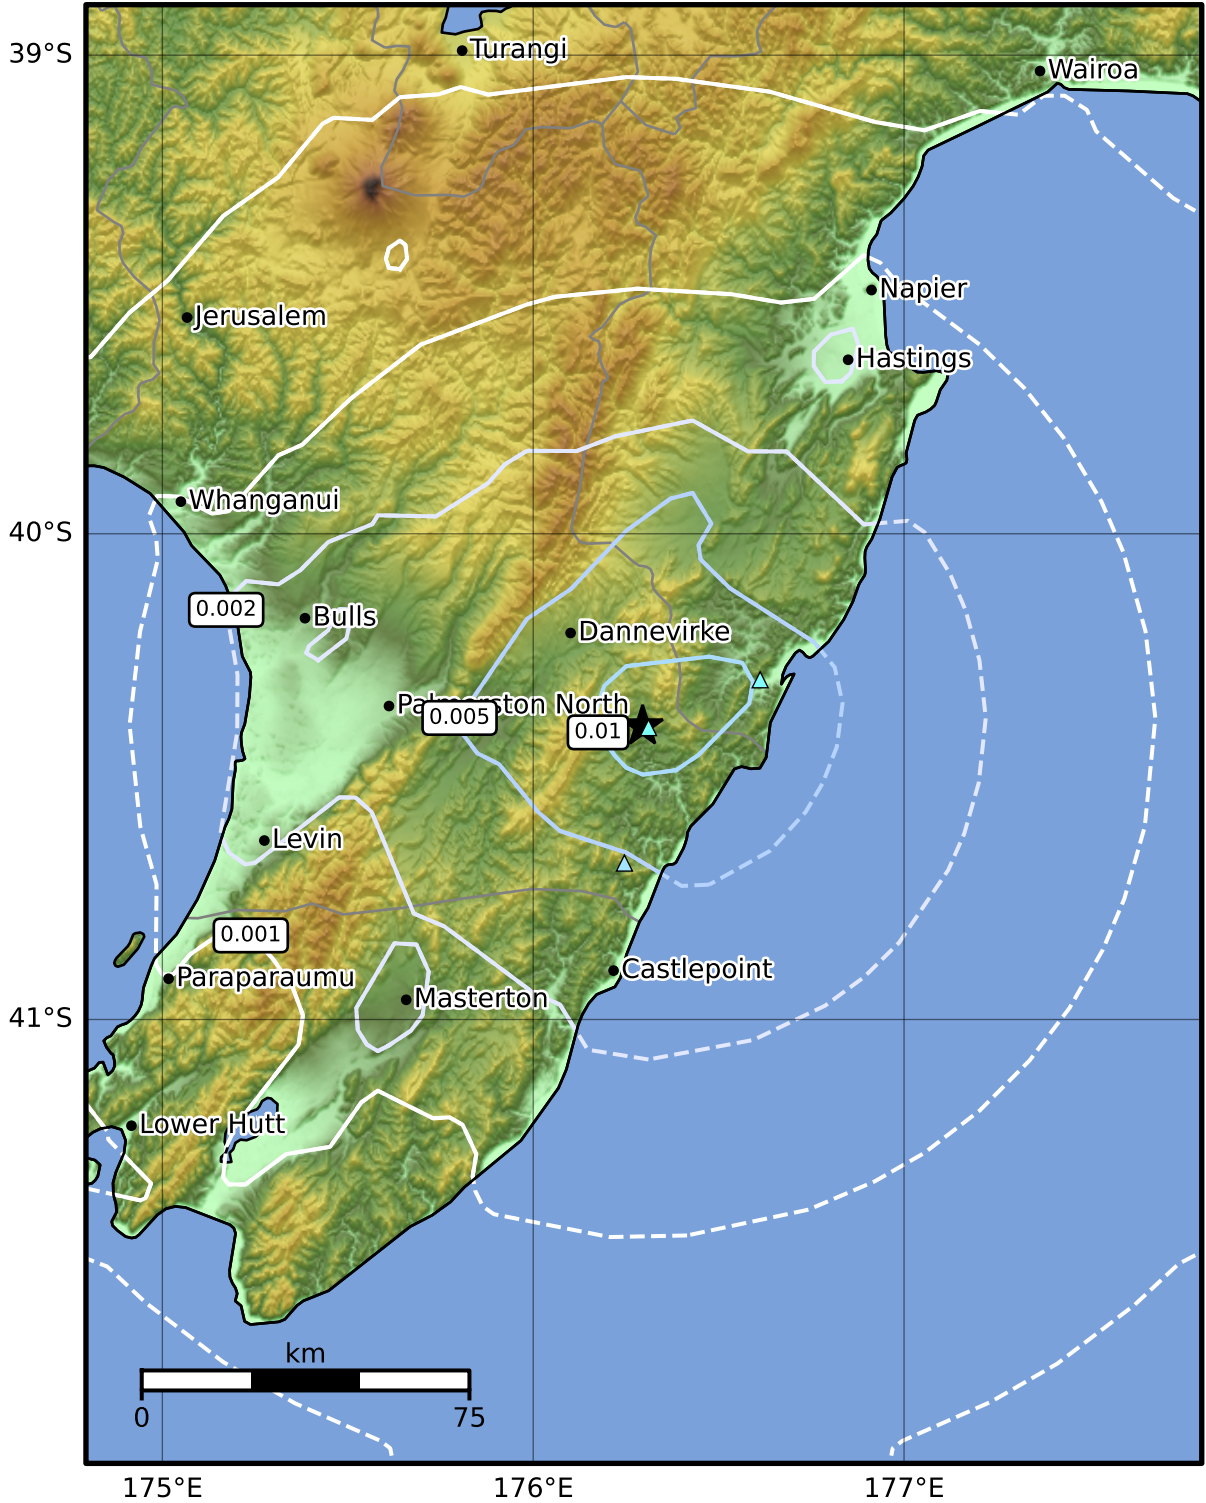 39°S
Turangi
Wairoa
Napier
Jerusalem
Hastings
Whanganui
40°S
0.002
Bulls
Dannevirke
Palmerston North
0.005
0.01
Levin
0.001
Paraparaumu
Castlepoint
Masterton
41°S
Lower Hutt
km
0
75
175°E
176°E
177°E